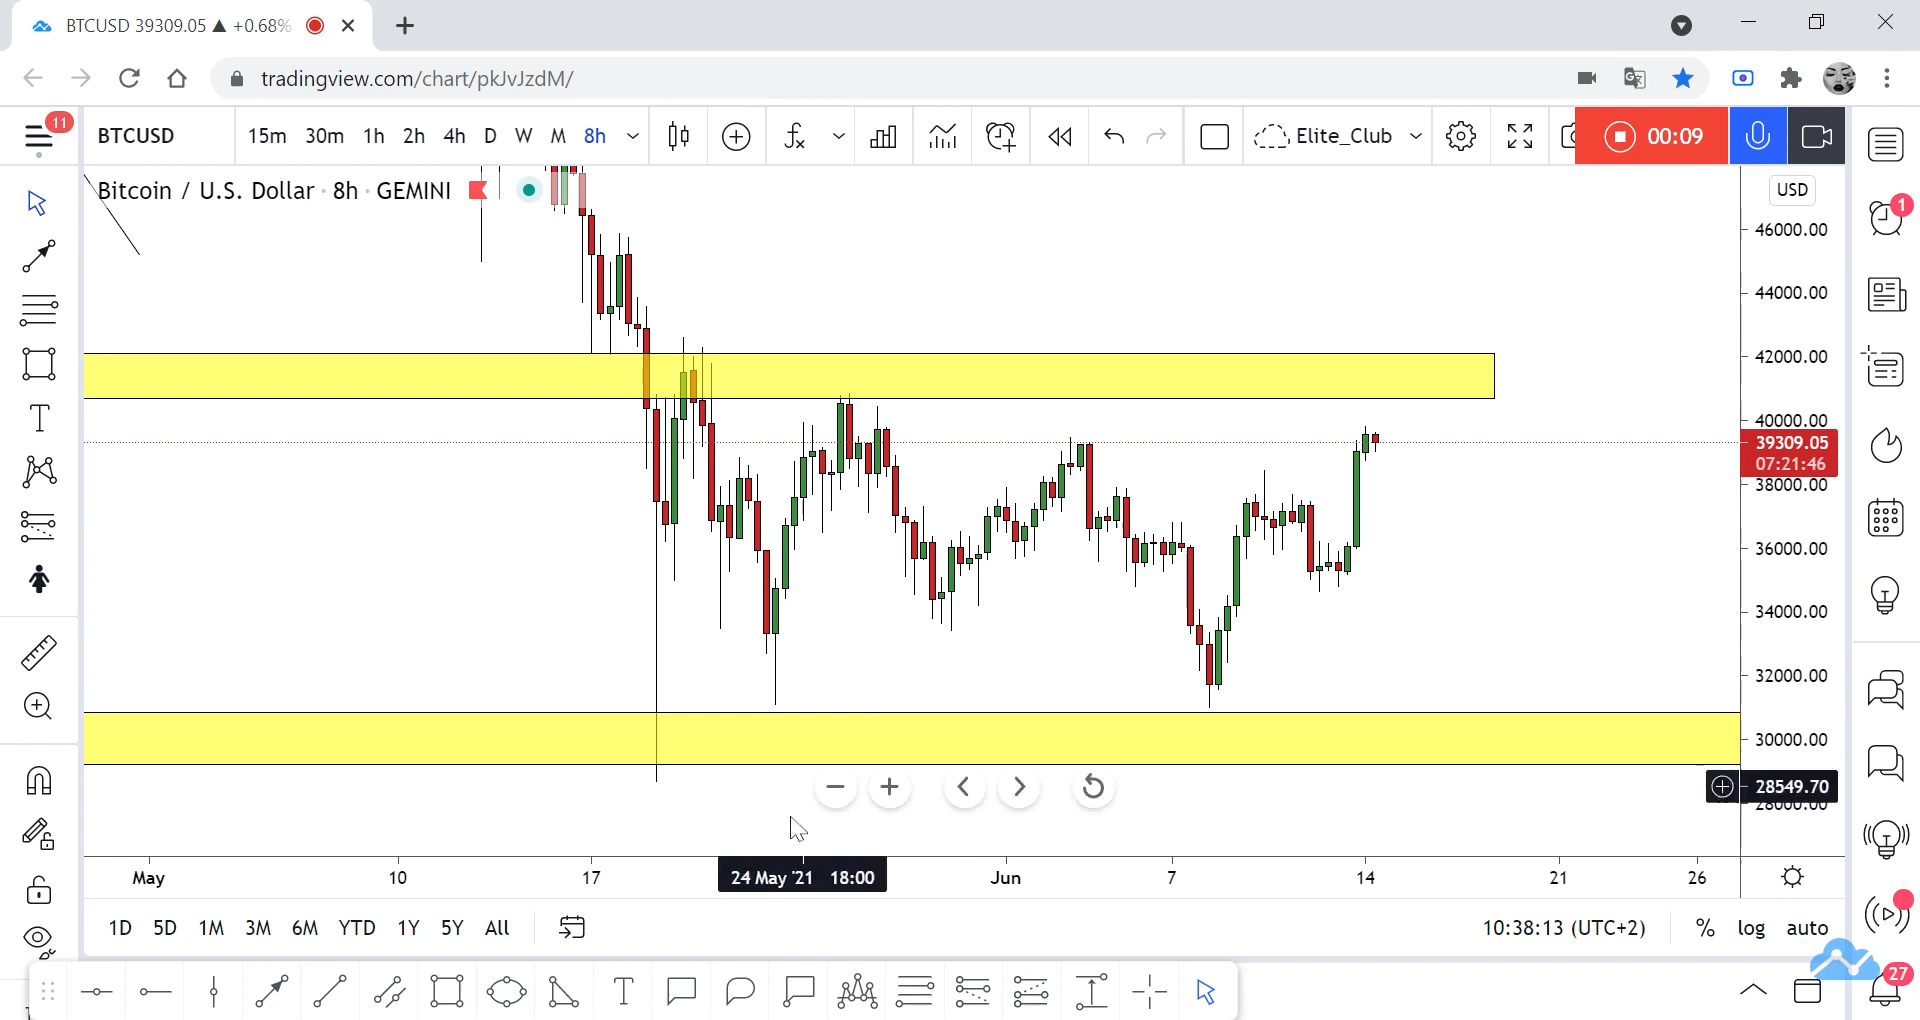 BTCUSD 39309.05 ▲ +0.68%
tradingview.com/chart/pkJvJzdM/
11
BTCUSD 15m 30m 1h 2h 4h D W M 8h Elite_Club 00:09
Bitcoin / U.S. Dollar · 8h · GEMINI
USD
1
46000.00
44000.00
42000.00
40000.00
39309.05
07:21:46
38000.00
36000.00
34000.00
32000.00
30000.00
28549.70
28000.00
May 10 17 24 May '21 18:00 Jun 7 14 21 26
1D 5D 1M 3M 6M YTD 1Y 5Y All 10:38:13 (UTC+2) % log auto
T
T
27